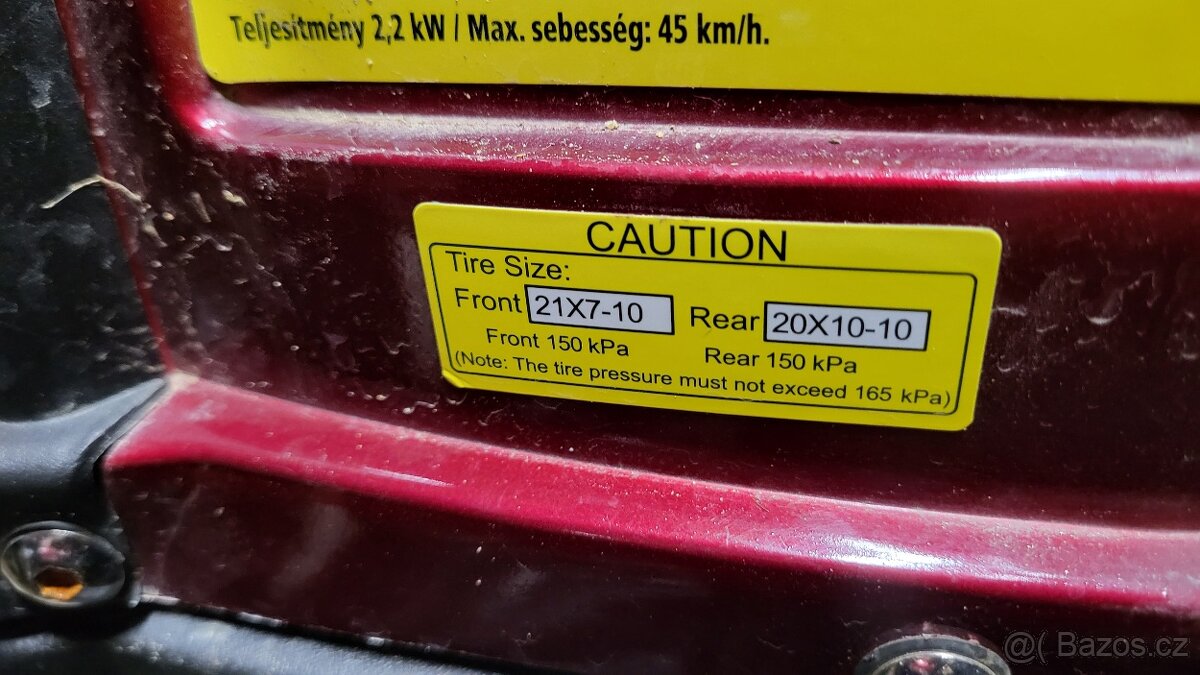 Teljesítmény 2,2 kW / Max. sebesség: 45 km/h.
CAUTION
Tire Size:
Front 21X7-10 Rear 20X10-10
Front 150 kPa Rear 150 kPa
(Note: The tire pressure must not exceed 165 kPa)
@( Bazos.cz